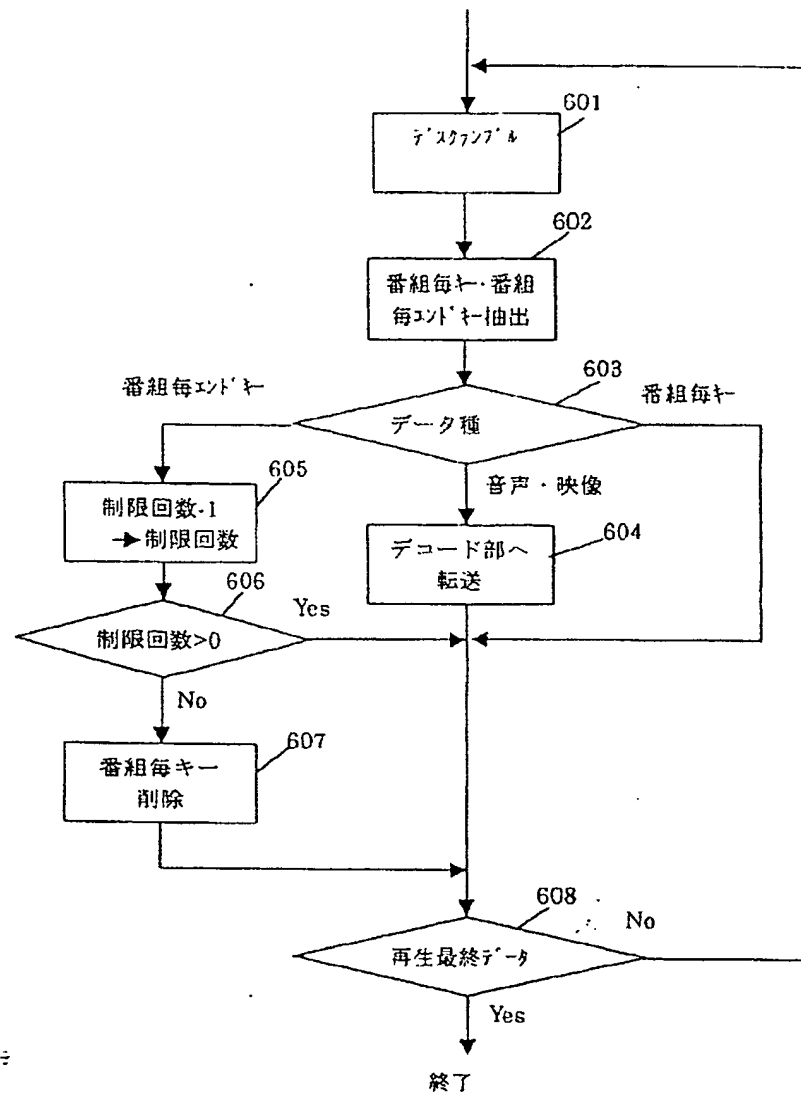 601
ﾃﾞｽｸﾗﾝﾌﾞﾙ
602
番組毎キー・番組
毎ｴﾝﾄﾞｷｰ抽出
603
番組毎ｴﾝﾄﾞｷｰ
番組毎キー
データ種
605
音声・映像
制限回数-1
→制限回数
604
デコード部へ
転送
606
Yes
制限回数>0
No
607
番組毎キー
削除
608
No
再生最終ﾃﾞｰﾀ
Yes
終了